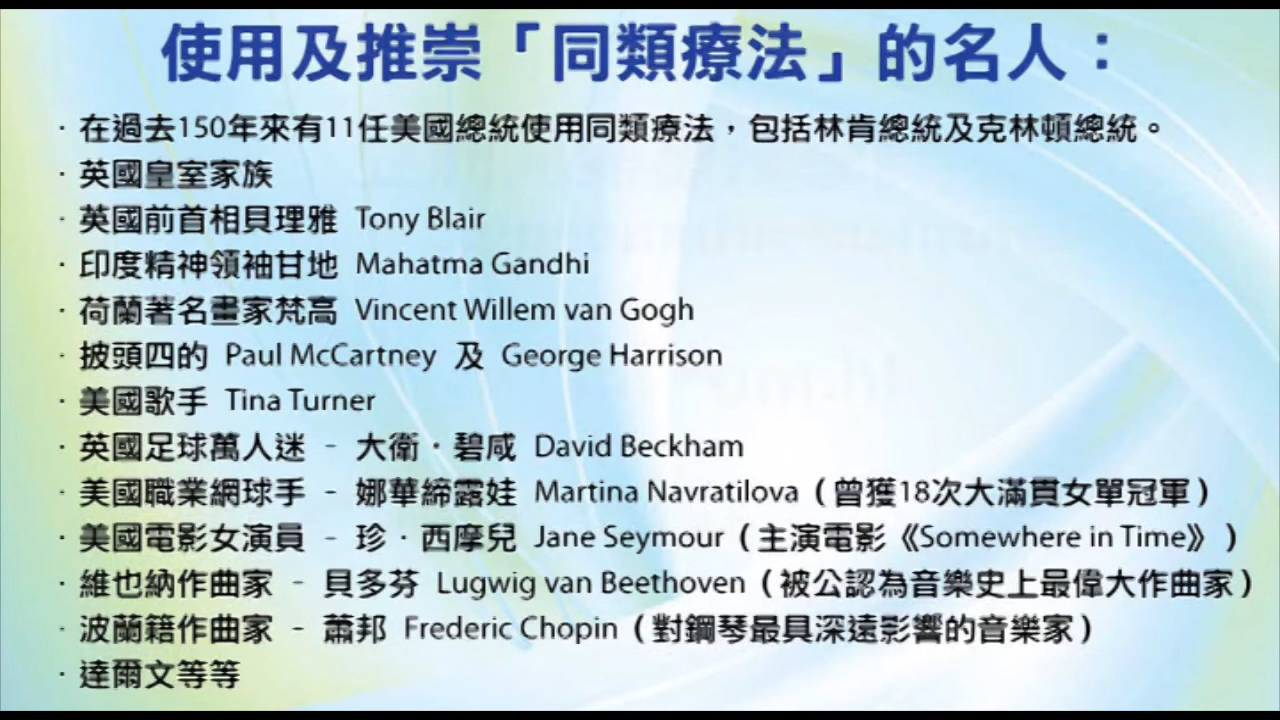 使用及推崇「同類療法」的名人：
· 在過去150年來有11任美國總統使用同類療法，包括林肯總統及克林頓總統。
· 英國皇室家族
· 英國前首相貝理雅 Tony Blair
· 印度精神領袖甘地 Mahatma Gandhi
· 荷蘭著名畫家梵高 Vincent Willem van Gogh
· 披頭四的 Paul McCartney 及 George Harrison
· 美國歌手 Tina Turner
· 英國足球萬人迷 - 大衛·碧咸 David Beckham
· 美國職業網球手 - 娜華締露娃 Martina Navratilova（曾獲18次大滿貫女單冠軍）
· 美國電影女演員 - 珍·西摩兒 Jane Seymour（主演電影《Somewhere in Time》）
· 維也納作曲家 - 貝多芬 Lugwig van Beethoven（被公認為音樂史上最偉大作曲家）
· 波蘭籍作曲家 - 蕭邦 Frederic Chopin（對鋼琴最具深遠影響的音樂家）
· 達爾文等等